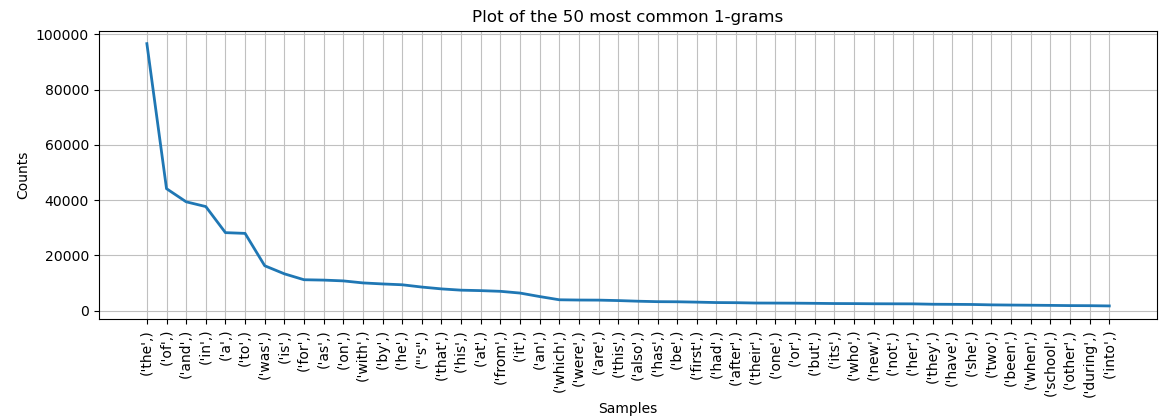 Plot of the 50 most common 1-grams
100000
80000
60000
40000
20000
0
Counts
('the',)
('of',)
('and',)
('in',)
('a',)
('to',)
('was',)
('is',)
('for',)
('as',)
('on',)
('with',)
('by',)
('he',)
("'s",)
('that',)
('his',)
('at',)
('from',)
('it',)
('an',)
('which',)
('were',)
('are',)
('this',)
('also',)
('has',)
('be',)
('first',)
('had',)
('after',)
('their',)
('one',)
('or',)
('but',)
('its',)
('who',)
('new',)
('not',)
('her',)
('they',)
('have',)
('she',)
('two',)
('been',)
('when',)
('school',)
('other',)
('during',)
('into',)
Samples